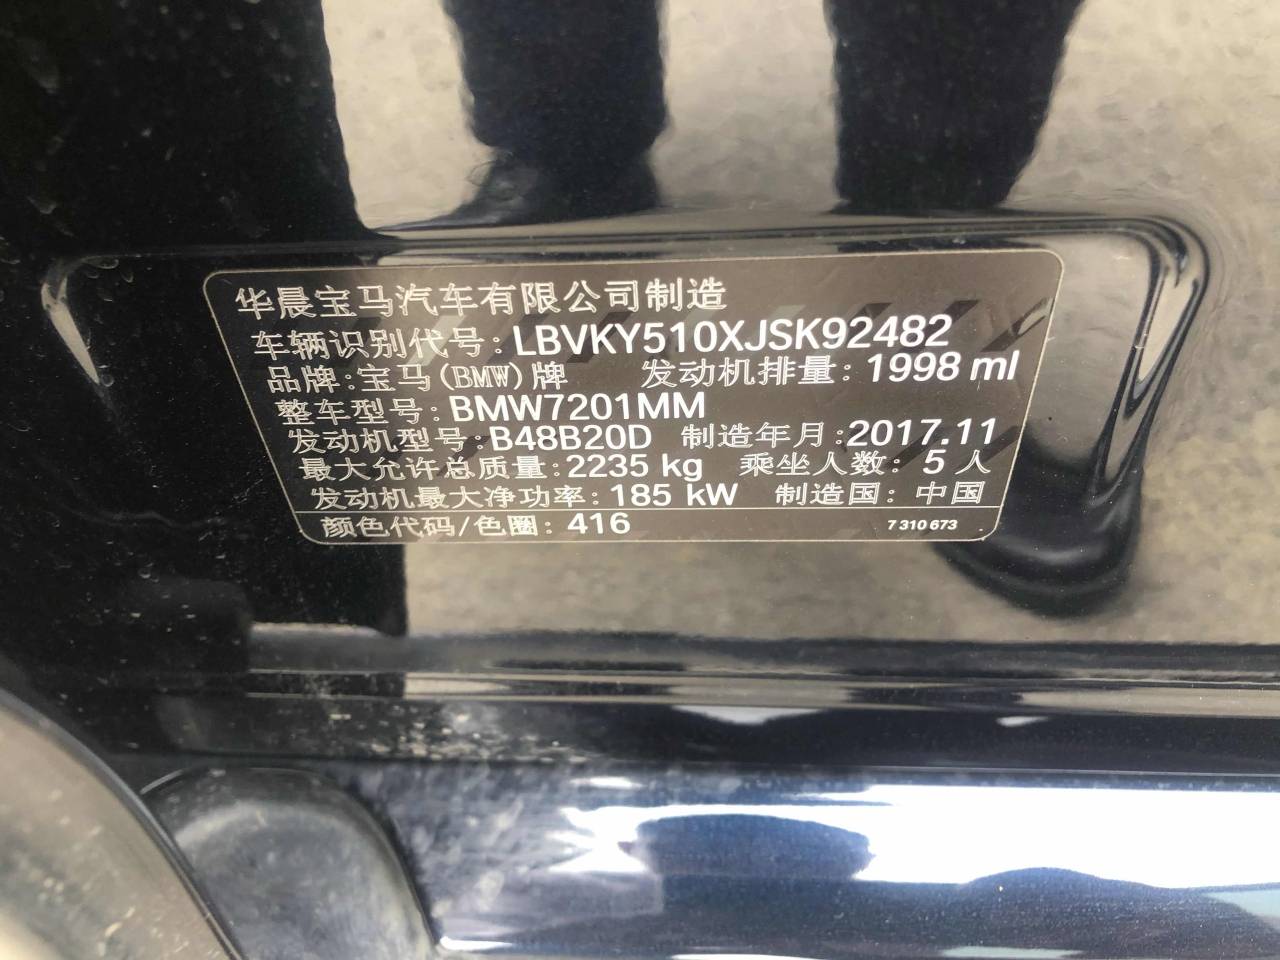 华晨宝马汽车有限公司制造
车辆识别代号: LBVKY510XJSK92482
品牌:宝马(BMW)牌 发动机排量: 1998 ml
整车型号: BMW7201MM
发动机型号: B48B20D 制造年月:2017.11
最大允许总质量: 2235 kg 乘坐人数: 5 人
发动机最大净功率: 185 kW 制造国: 中国
颜色代码/色圈: 416 7 310 673